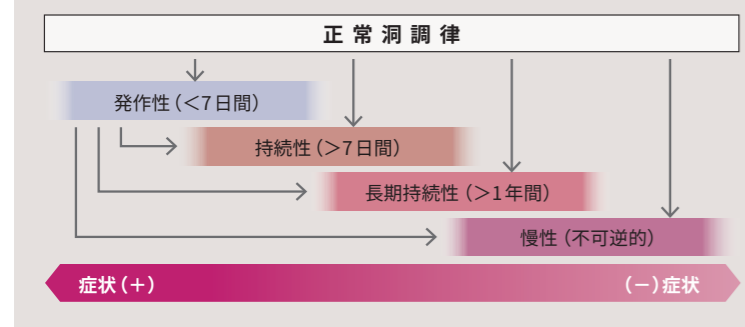 正常洞調律
発作性（＜7日間）
持続性（＞7日間）
長期持続性（＞1年間）
慢性（不可逆的）
症状（＋）
（－）症状